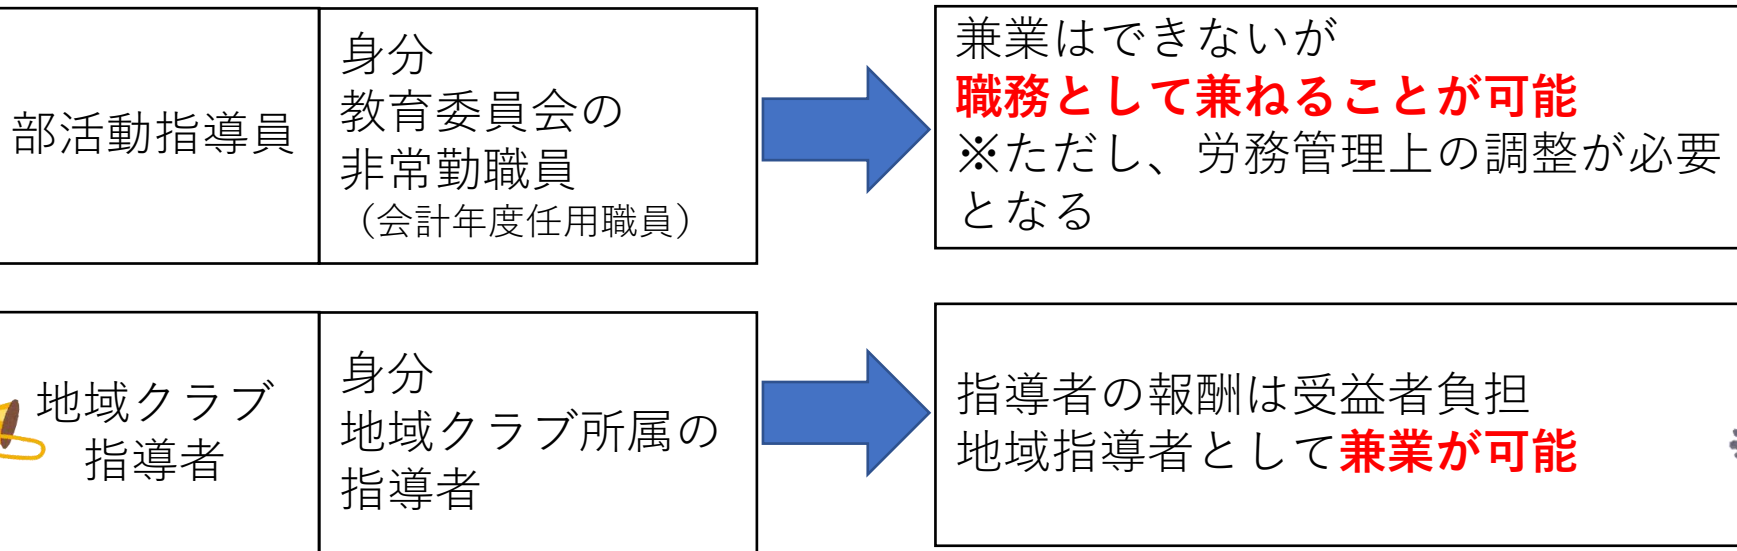 部活動指導員
身分
教育委員会の
非常勤職員
（会計年度任用職員）
兼業はできないが
職務として兼ねることが可能
※ただし、労務管理上の調整が必要
となる
地域クラブ
指導者
身分
地域クラブ所属の
指導者
指導者の報酬は受益者負担
地域指導者として兼業が可能